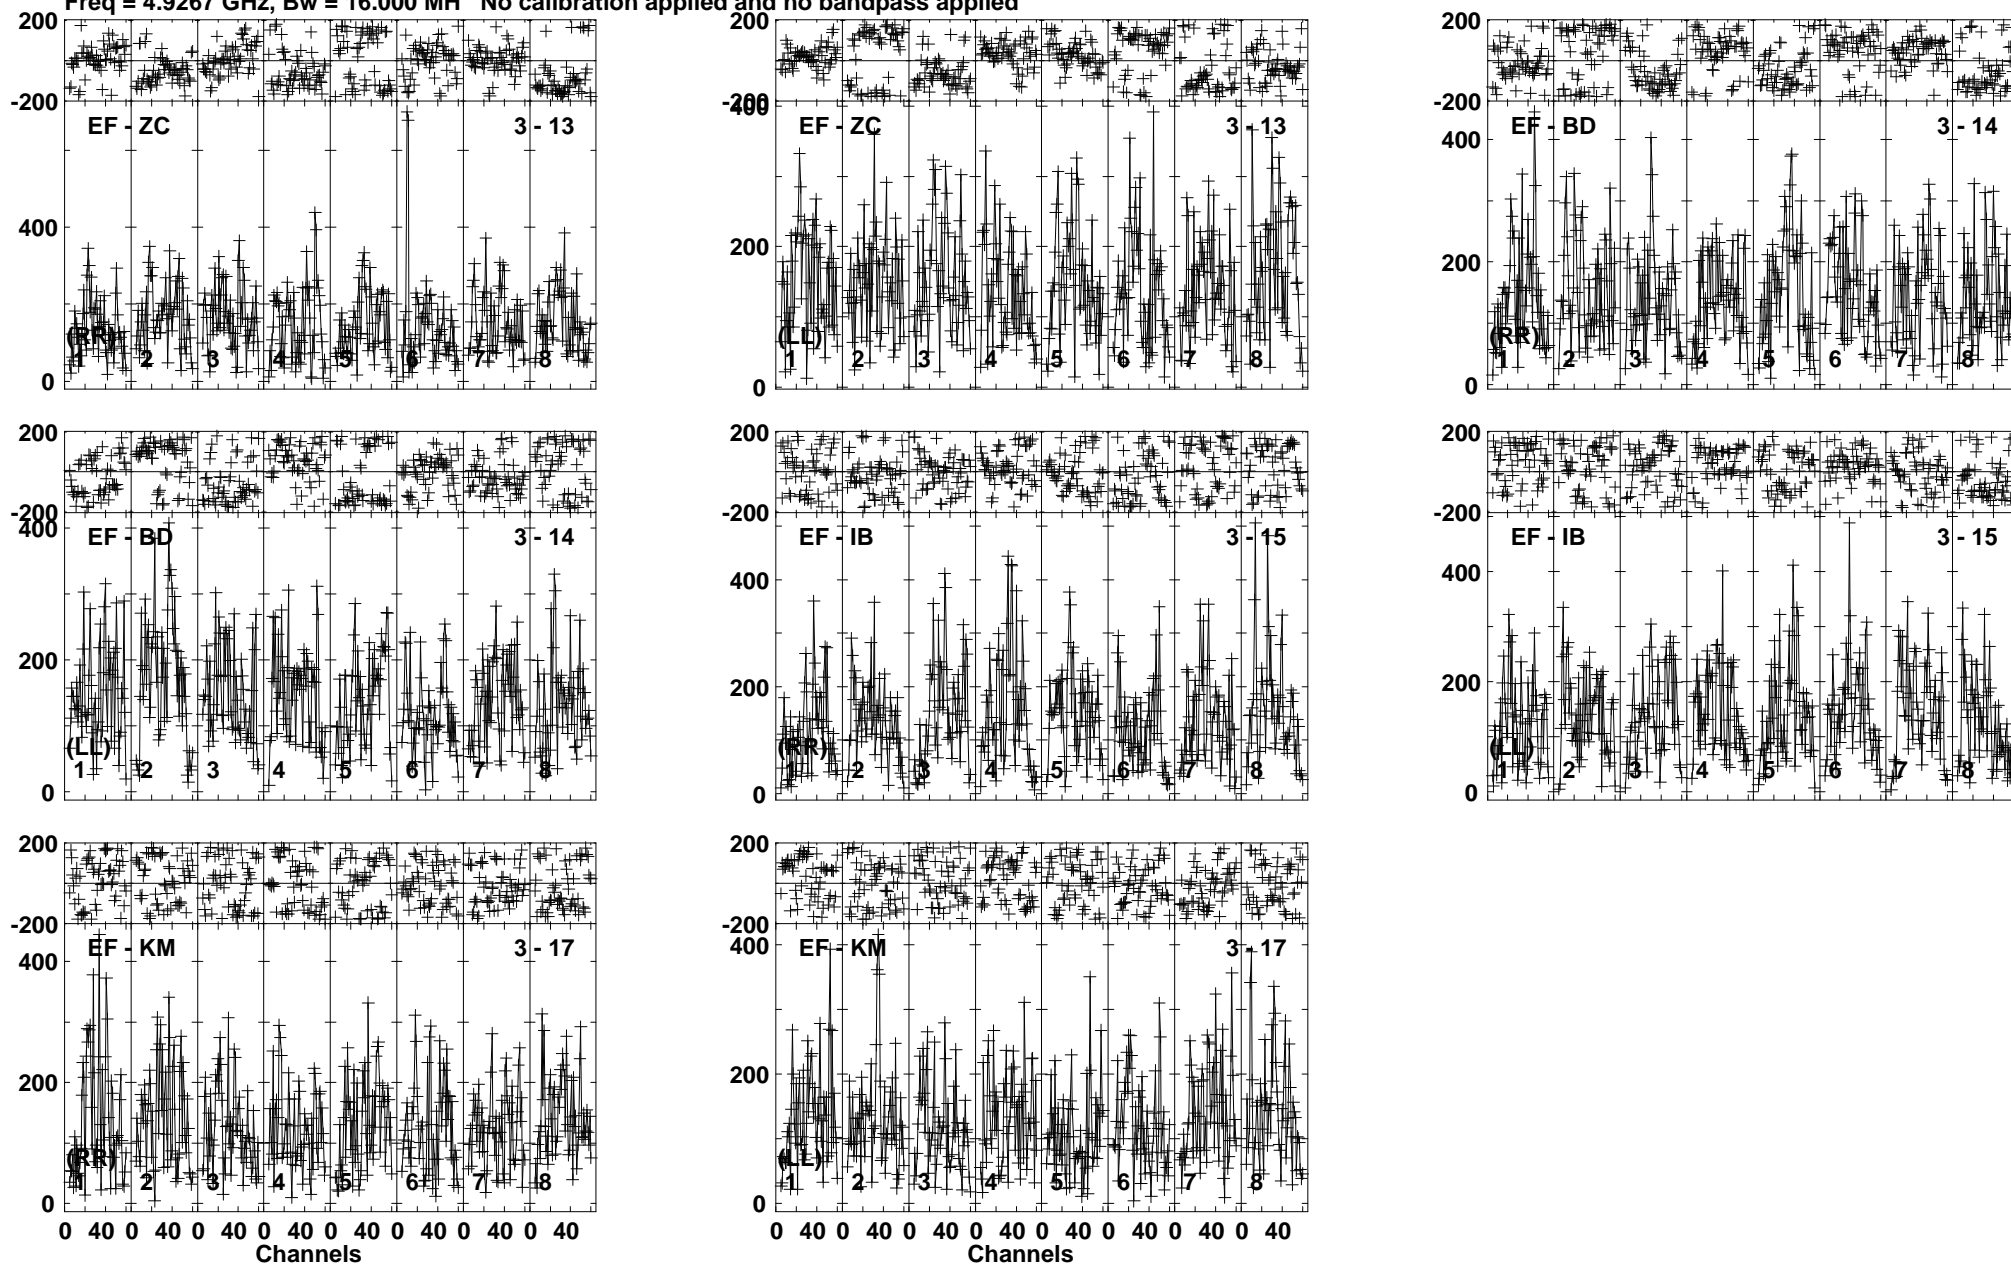 Freq = 4.9267 GHz, Bw = 16.000 MH No calibration applied and no bandpass applied
200 200 200
-200 -200 -200
EF - ZC 3 - 13
400
0
(RR)
1 2 3 4 5 6 7 8
400
EF - ZC 3 - 13
200
0
(LL)
1 2 3 4 5 6 7 8
EF - BD 3 - 14
400
200
0
(RR)
1 2 3 4 5 6 7 8
200 200 200
-200 -200 -200
400
EF - BD 3 - 14
200
0
(LL)
1 2 3 4 5 6 7 8
EF - IB 3 - 15
400
200
0
(RR)
1 2 3 4 5 6 7 8
EF - IB 3 - 15
400
200
0
(LL)
1 2 3 4 5 6 7 8
200 200
-200 -200
EF - KM 3 - 17
400
200
0
(RR)
1 2 3 4 5 6 7 8
0 40 0 40 0 40 0 40 0 40 0 40 0 40 0 40
Channels
EF - KM 3 - 17
400
200
0
(LL)
1 2 3 4 5 6 7 8
0 40 0 40 0 40 0 40 0 40 0 40 0 40 0 40
Channels